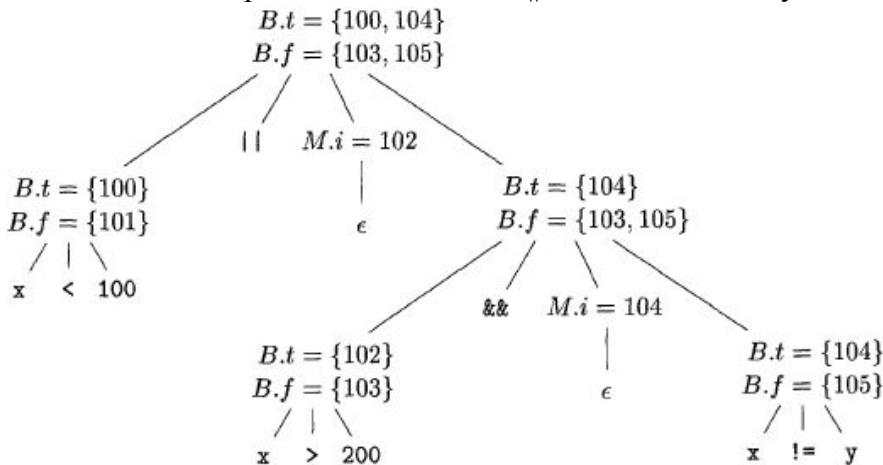 B.t = {100, 104}
B.f = {103, 105}
|| M.i = 102
B.t = {100}
B.f = {101}
ϵ
B.t = {104}
B.f = {103, 105}
x < 100
&& M.i = 104
B.t = {102}
B.f = {103}
ϵ
B.t = {104}
B.f = {105}
x > 200
x != y